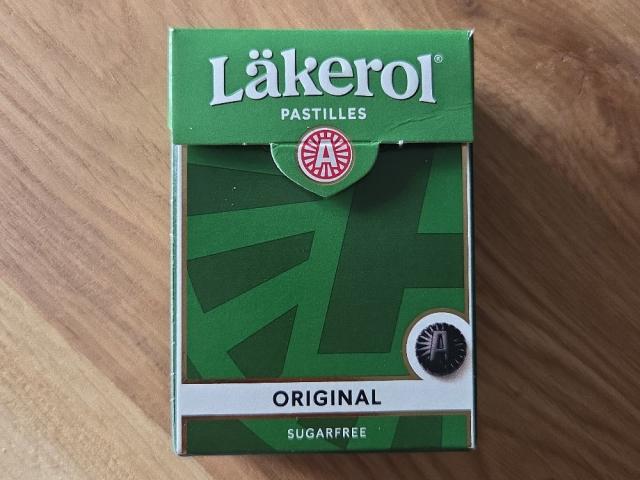 Läkerol®
PASTILLES
A
A
ORIGINAL
SUGARFREE